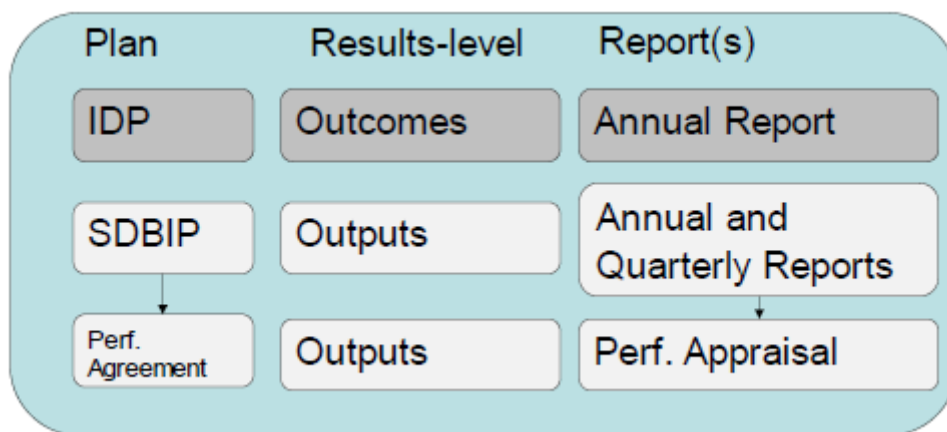 Plan Results-level Report(s)
IDP Outcomes Annual Report
SDBIP Outputs Annual and
Quarterly Reports
Perf.
Agreement Outputs Perf. Appraisal